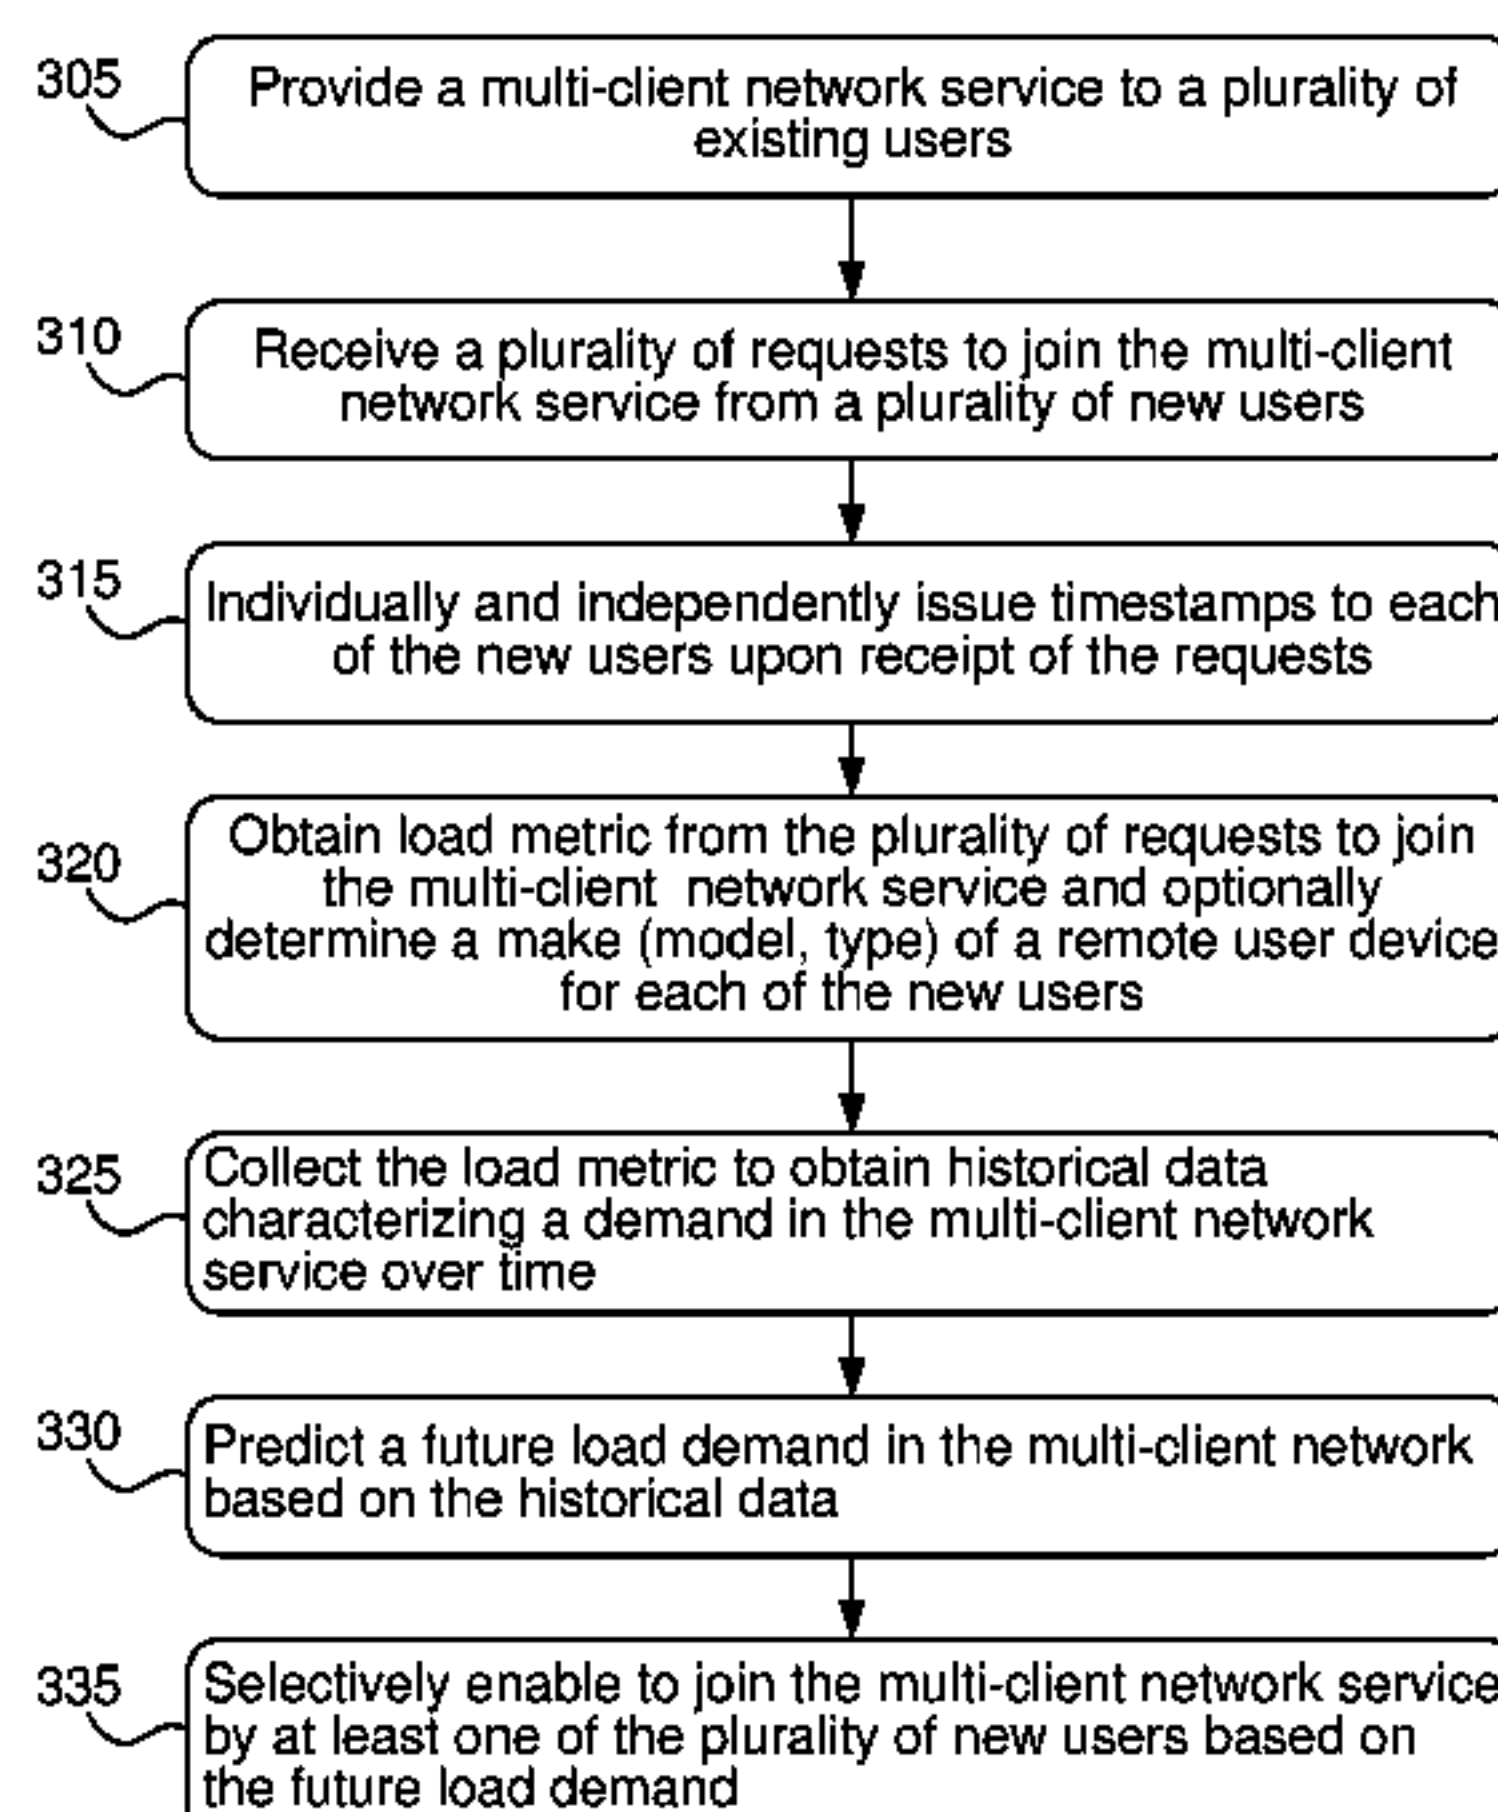 305
Provide a multi-client network service to a plurality of
existing users
310
Receive a plurality of requests to join the multi-client
network service from a plurality of new users
315
Individually and independently issue timestamps to each
of the new users upon receipt of the requests
320
Obtain load metric from the plurality of requests to join
the multi-client network service and optionally
determine a make (model, type) of a remote user device
for each of the new users
325
Collect the load metric to obtain historical data
characterizing a demand in the multi-client network
service over time
330
Predict a future load demand in the multi-client network
based on the historical data
335
Selectively enable to join the multi-client network service
by at least one of the plurality of new users based on
the future load demand